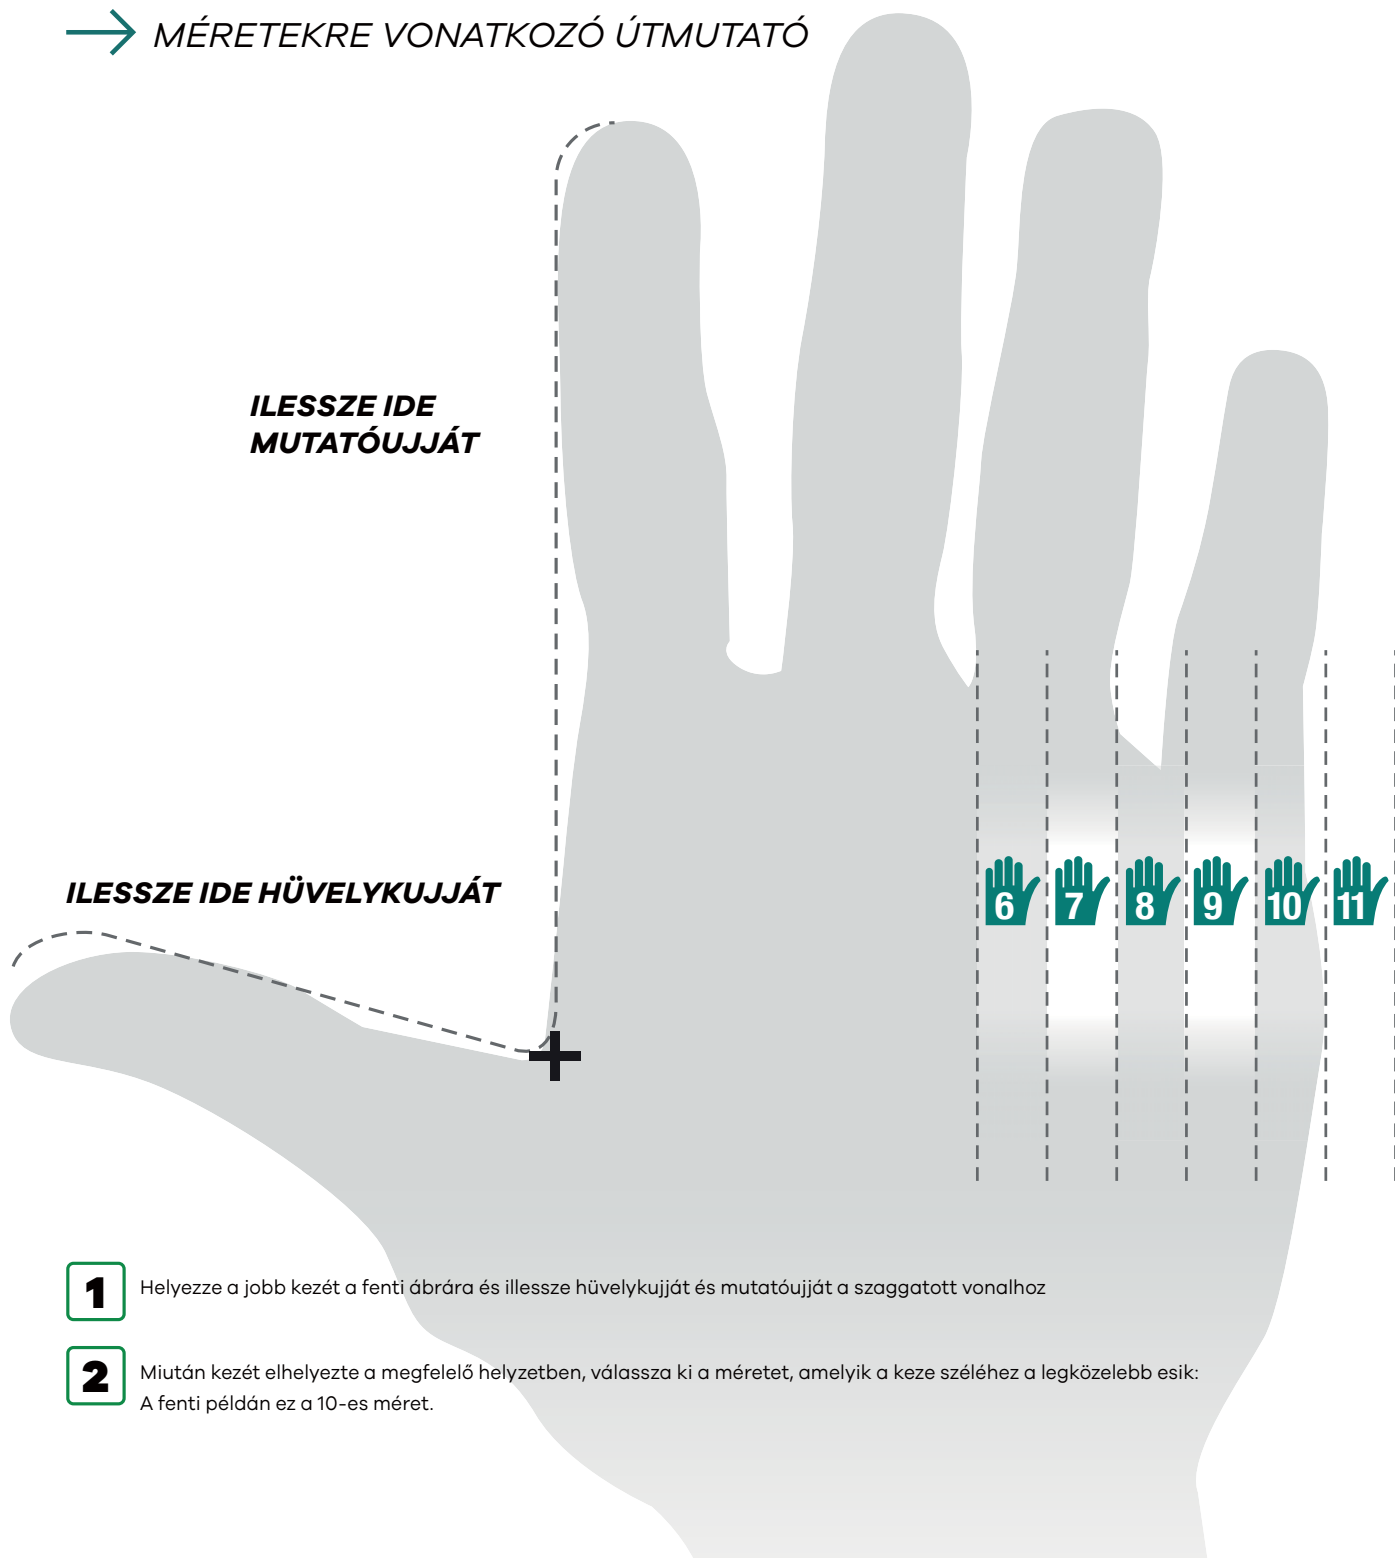 MÉRETEKRE VONATKOZÓ ÚTMUTATÓ
ILESSZE IDE
MUTATÓUJJÁT
ILESSZE IDE HÜVELYKUJJÁT
6 7 8 9 10 11
1 Helyezze a jobb kezét a fenti ábrára és illessze hüvelykujját és mutatóujját a szaggatott vonalhoz
2 Miután kezét elhelyezte a megfelelő helyzetben, válassza ki a méretet, amelyik a keze széléhez a legközelebb esik:
A fenti példán ez a 10-es méret.